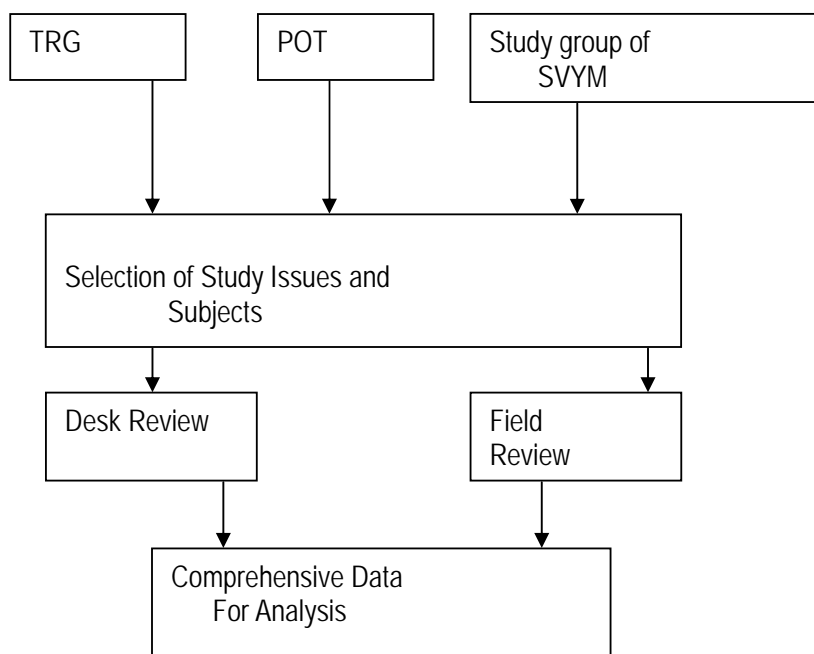 TRG
POT
Study group of
SVYM
Selection of Study Issues and
Subjects
Desk Review
Field
Review
Comprehensive Data
For Analysis